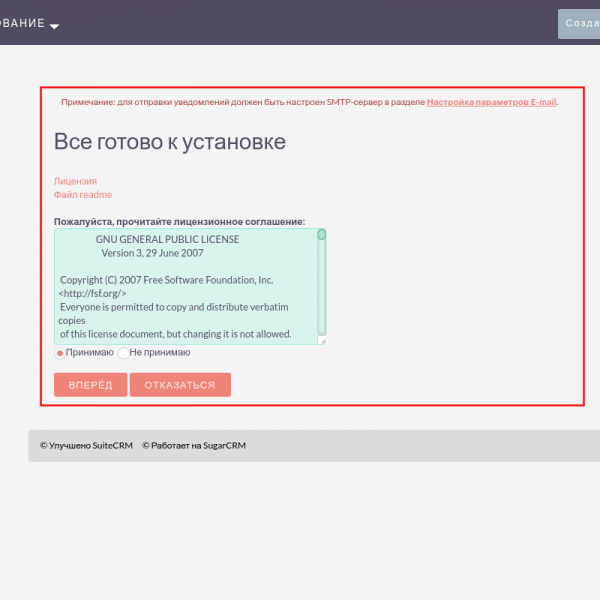 ОВАНИЕ
Созда
Примечание: для отправки уведомлений должен быть настроен SMTP-сервер в разделе Настройка параметров E-mail.
Все готово к установке
Лицензия
Файл readme
Пожалуйста, прочитайте лицензионное соглашение:
GNU GENERAL PUBLIC LICENSE
Version 3, 29 June 2007
Copyright (C) 2007 Free Software Foundation, Inc.
<http://fsf.org/>
Everyone is permitted to copy and distribute verbatim
copies
of this license document, but changing it is not allowed.
Принимаю Не принимаю
ВПЕРЁД ОТКАЗАТЬСЯ
© Улучшено SuiteCRM © Работает на SugarCRM